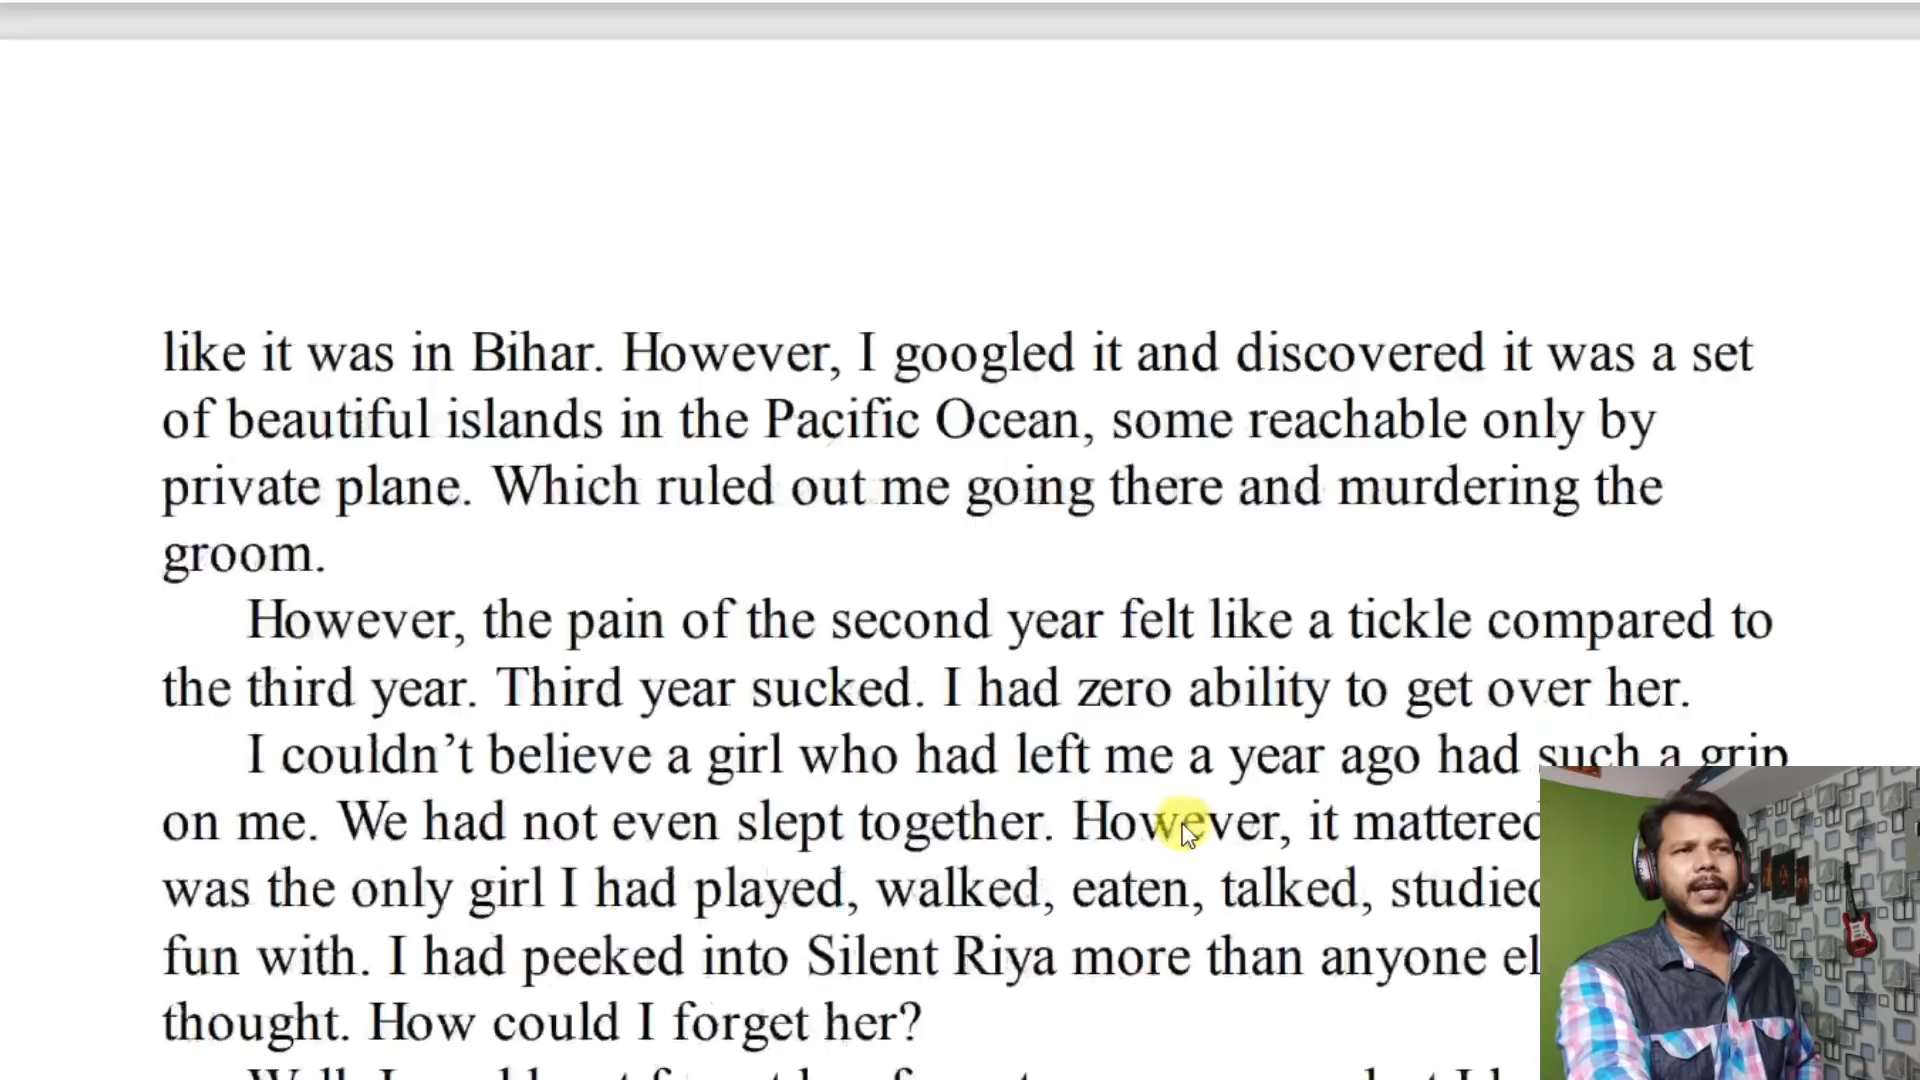 like it was in Bihar. However, I googled it and discovered it was a set
of beautiful islands in the Pacific Ocean, some reachable only by
private plane. Which ruled out me going there and murdering the
groom.
However, the pain of the second year felt like a tickle compared to
the third year. Third year sucked. I had zero ability to get over her.
I couldn’t believe a girl who had left me a year ago had such a grip
on me. We had not even slept together. However, it mattered
was the only girl I had played, walked, eaten, talked, studied
fun with. I had peeked into Silent Riya more than anyone
thought. How could I forget her?